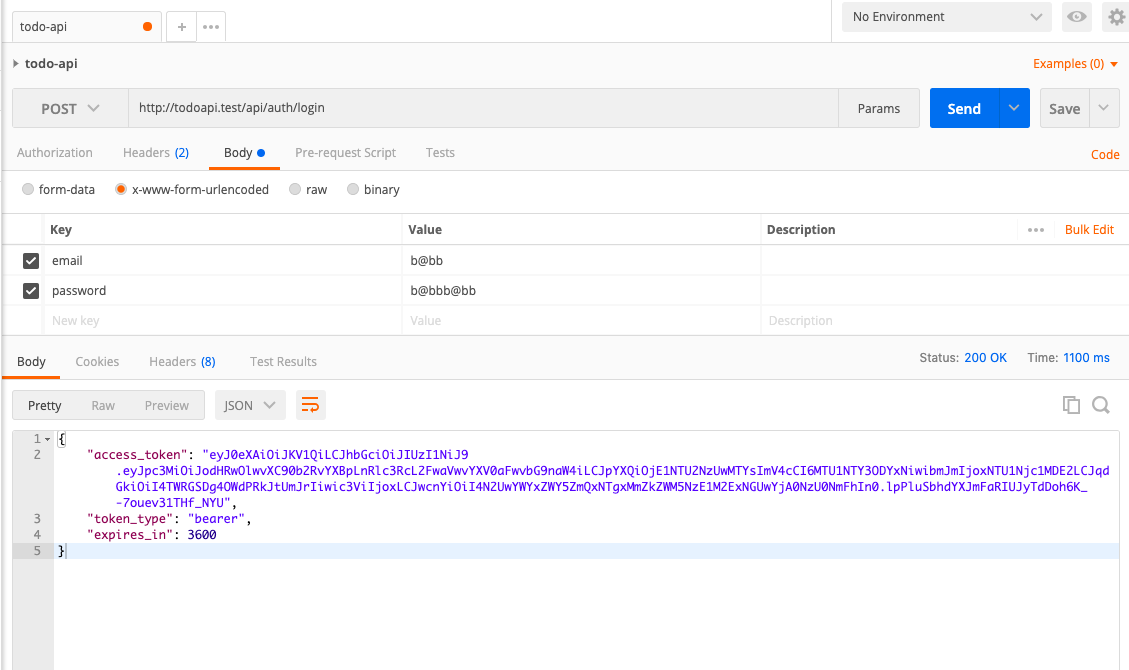 todo-api
No Environment
todo-api
Examples (0)
POST
http://todoapi.test/api/auth/login
Params
Send
Save
Authorization
Headers (2)
Body
Pre-request Script
Tests
Code
form-data
x-www-form-urlencoded
raw
binary
Key
Value
Description
Bulk Edit
email
b@bb
password
b@bbb@bb
New key
Value
Description
Body
Cookies
Headers (8)
Test Results
Status: 200 OK
Time: 1100 ms
Pretty
Raw
Preview
JSON
1 {
2 "access_token": "eyJ0eXAiOiJKV1QiLCJhbGciOiJIUzI1NiJ9
.eyJpc3MiOiJodHRwOlwvXC90b2RvYXBpLnRlc3RcL2FwaVwvYXV0aFwvbG9naW4iLCJpYXQiOjE1NTU2NzUwMTYsImV4cCI6MTU1NTY3ODYxNiwibmJmIjoxNTU1Njc1MDE2LCJqd
GkiOiI4TWRGSDg4OWdPRkJtUmJrIiwic3ViIjoxLCJwcnYiOiI4N2UwYWYxZWY5ZmQxNTgxMmZkZWM5NzE1M2ExNGUwYjA0NzU0NmFhIn0.lpPluSbhdYXJmFaRIUJyTdDoh6K_
-7ouev31THf_NYU",
3 "token_type": "bearer",
4 "expires_in": 3600
5 }